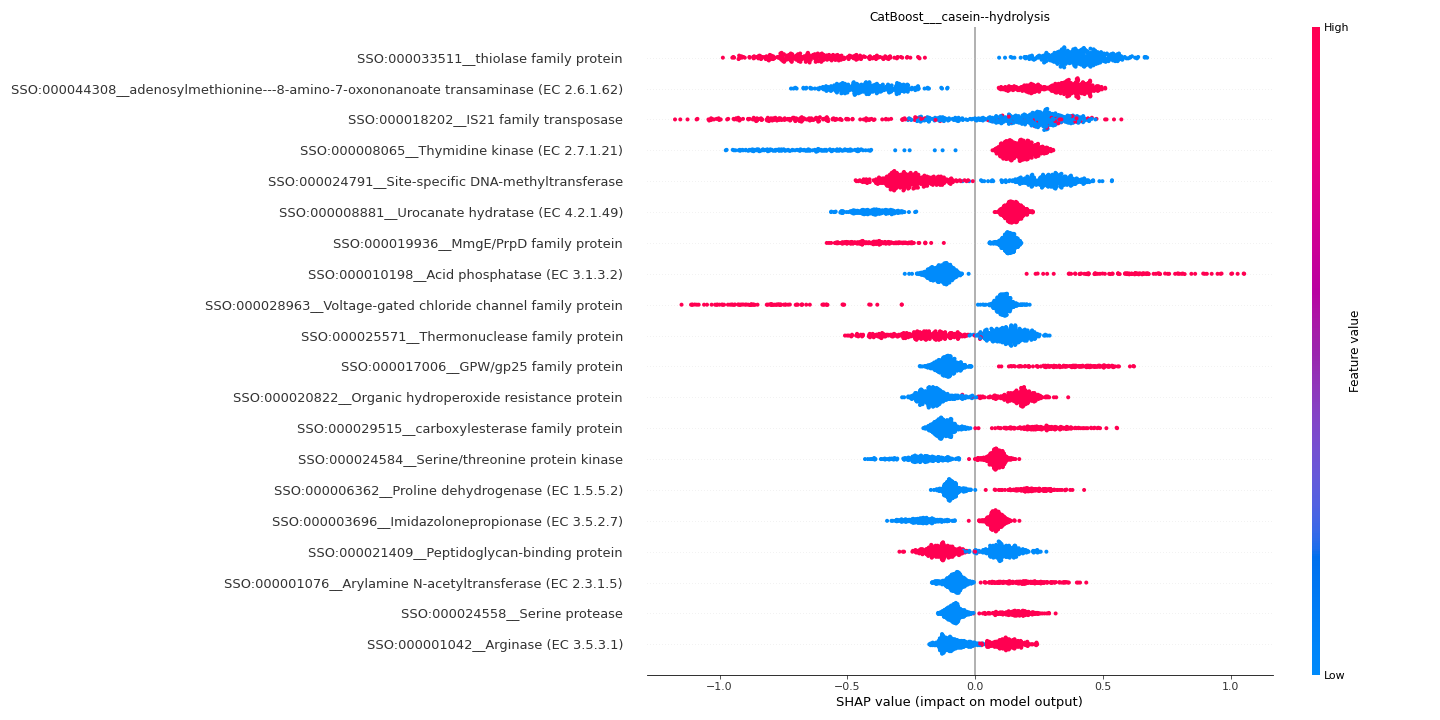 CatBoost___casein--hydrolysis
High
SSO:000033511__thiolase family protein
SSO:000044308__adenosylmethionine---8-amino-7-oxononanoate transaminase (EC 2.6.1.62)
SSO:000018202__IS21 family transposase
SSO:000008065__Thymidine kinase (EC 2.7.1.21)
SSO:000024791__Site-specific DNA-methyltransferase
SSO:000008881__Urocanate hydratase (EC 4.2.1.49)
SSO:000019936__MmgE/PrpD family protein
SSO:000010198__Acid phosphatase (EC 3.1.3.2)
SSO:000028963__Voltage-gated chloride channel family protein
SSO:000025571__Thermonuclease family protein
SSO:000017006__GPW/gp25 family protein
SSO:000020822__Organic hydroperoxide resistance protein
SSO:000029515__carboxylesterase family protein
SSO:000024584__Serine/threonine protein kinase
SSO:000006362__Proline dehydrogenase (EC 1.5.5.2)
SSO:000003696__Imidazolonepropionase (EC 3.5.2.7)
SSO:000021409__Peptidoglycan-binding protein
SSO:000001076__Arylamine N-acetyltransferase (EC 2.3.1.5)
SSO:000024558__Serine protease
SSO:000001042__Arginase (EC 3.5.3.1)
Feature value
Low
−1.0 −0.5 0.0 0.5 1.0
SHAP value (impact on model output)